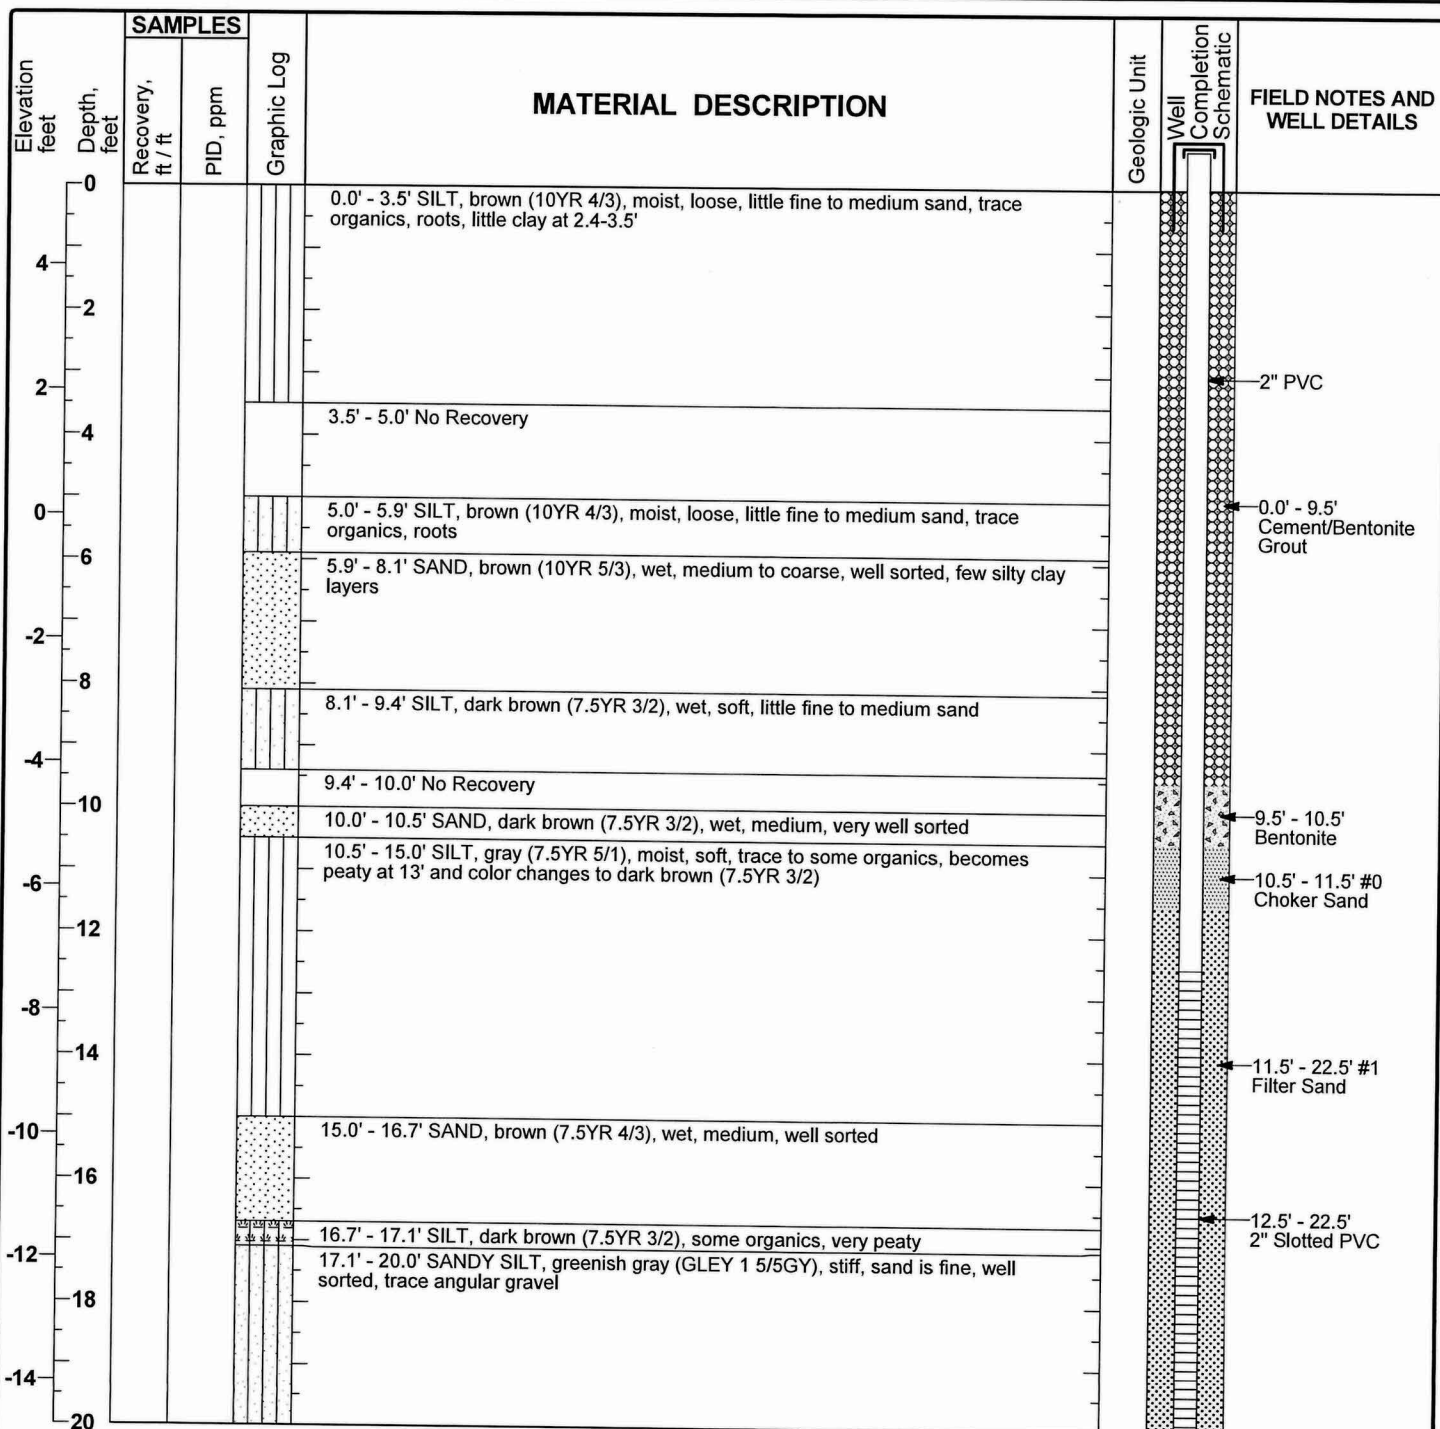 SAMPLES
Elevation
feet
Depth,
feet
Recovery,
ft / ft
PID, ppm
Graphic Log
MATERIAL DESCRIPTION
Geologic Unit
Well
Completion
Schematic
FIELD NOTES AND
WELL DETAILS
0
0.0' - 3.5' SILT, brown (10YR 4/3), moist, loose, little fine to medium sand, trace
organics, roots, little clay at 2.4-3.5'
4
2
2
2" PVC
3.5' - 5.0' No Recovery
4
0
5.0' - 5.9' SILT, brown (10YR 4/3), moist, loose, little fine to medium sand, trace
organics, roots
0.0' - 9.5'
Cement/Bentonite
Grout
6
5.9' - 8.1' SAND, brown (10YR 5/3), wet, medium to coarse, well sorted, few silty clay
layers
-2
8
8.1' - 9.4' SILT, dark brown (7.5YR 3/2), wet, soft, little fine to medium sand
-4
9.4' - 10.0' No Recovery
10
10.0' - 10.5' SAND, dark brown (7.5YR 3/2), wet, medium, very well sorted
9.5' - 10.5'
Bentonite
10.5' - 15.0' SILT, gray (7.5YR 5/1), moist, soft, trace to some organics, becomes
peaty at 13' and color changes to dark brown (7.5YR 3/2)
-6
10.5' - 11.5' #0
Choker Sand
12
-8
14
11.5' - 22.5' #1
Filter Sand
-10
15.0' - 16.7' SAND, brown (7.5YR 4/3), wet, medium, well sorted
16
16.7' - 17.1' SILT, dark brown (7.5YR 3/2), some organics, very peaty
12.5' - 22.5'
2" Slotted PVC
-12
17.1' - 20.0' SANDY SILT, greenish gray (GLEY 1 5/5GY), stiff, sand is fine, well
sorted, trace angular gravel
18
-14
20